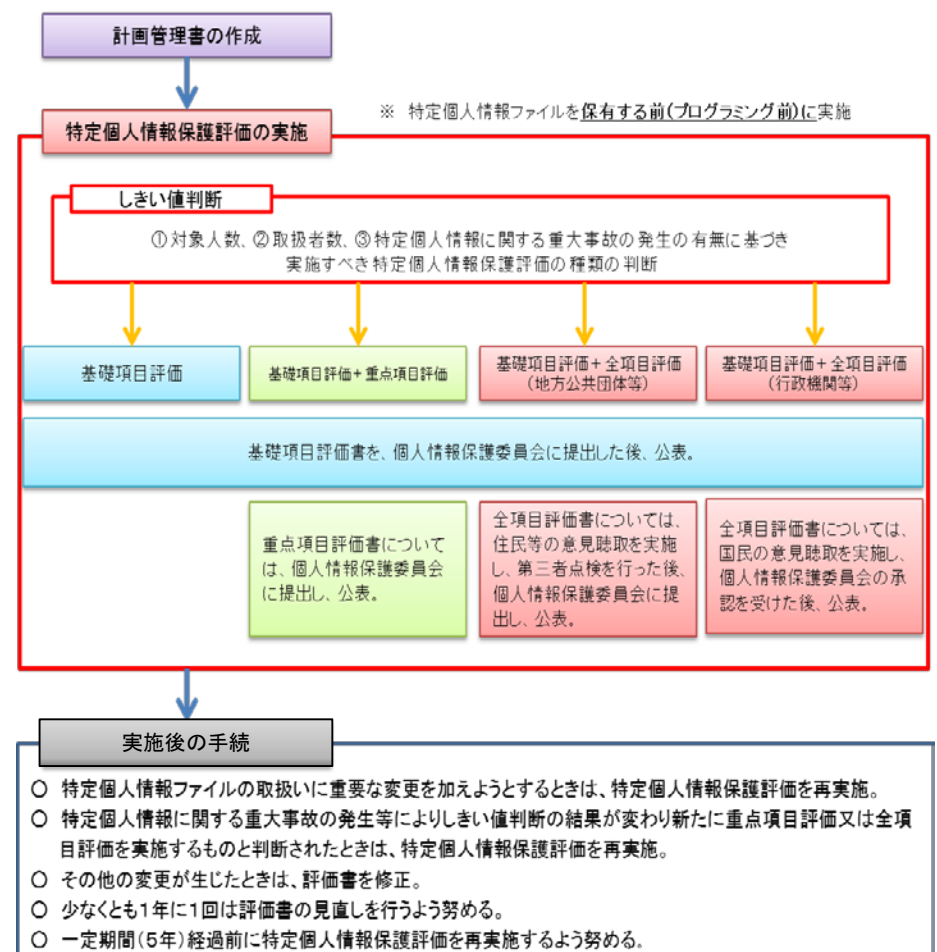 計画管理書の作成
※ 特定個人情報ファイルを保有する前(プログラミング前)に実施
特定個人情報保護評価の実施
しきい値判断
①対象人数、②取扱者数、③特定個人情報に関する重大事故の発生の有無に基づき
実施すべき特定個人情報保護評価の種類の判断
基礎項目評価
基礎項目評価+重点項目評価
基礎項目評価+全項目評価
(地方公共団体等)
基礎項目評価+全項目評価
(行政機関等)
基礎項目評価書を、個人情報保護委員会に提出した後、公表。
重点項目評価書について
は、個人情報保護委員会
に提出し、公表。
全項目評価書については、
住民等の意見聴取を実施
し、第三者点検を行った後、
個人情報保護委員会に提
出し、公表。
全項目評価書については、
国民の意見聴取を実施し、
個人情報保護委員会の承
認を受けた後、公表。
実施後の手続
○ 特定個人情報ファイルの取扱いに重要な変更を加えようとするときは、特定個人情報保護評価を再実施。
○ 特定個人情報に関する重大事故の発生等によりしきい値判断の結果が変わり新たに重点項目評価又は全項
目評価を実施するものと判断されたときは、特定個人情報保護評価を再実施。
○ その他の変更が生じたときは、評価書を修正。
○ 少なくとも1年に1回は評価書の見直しを行うよう努める。
○ 一定期間(5年)経過前に特定個人情報保護評価を再実施するよう努める。